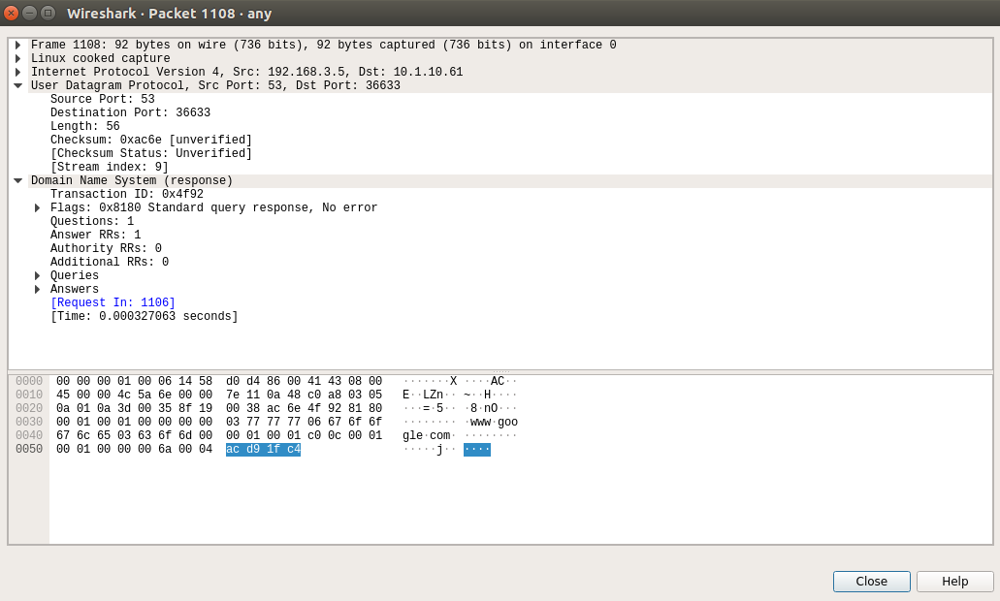 Wireshark · Packet 1108 · any
Frame 1108: 92 bytes on wire (736 bits), 92 bytes captured (736 bits) on interface 0
Linux cooked capture
Internet Protocol Version 4, Src: 192.168.3.5, Dst: 10.1.10.61
User Datagram Protocol, Src Port: 53, Dst Port: 36633
Source Port: 53
Destination Port: 36633
Length: 56
Checksum: 0xac6e [unverified]
[Checksum Status: Unverified]
[Stream index: 9]
Domain Name System (response)
Transaction ID: 0x4f92
Flags: 0x8180 Standard query response, No error
Questions: 1
Answer RRs: 1
Authority RRs: 0
Additional RRs: 0
Queries
Answers
[Request In: 1106]
[Time: 0.000327063 seconds]
0000 00 00 00 01 00 06 14 58 d0 d4 86 00 41 43 08 00 ·······X ····AC··
0010 45 00 00 4c 5a 6e 00 00 7e 11 0a 48 c0 a8 03 05 E··LZn·· ~··H····
0020 0a 01 0a 3d 00 35 8f 19 00 38 ac 6e 4f 92 81 80 ···=·5·· ·8·nO···
0030 00 01 00 01 00 00 00 00 03 77 77 77 06 67 6f 6f ········ ·www·goo
0040 67 6c 65 03 63 6f 6d 00 00 01 00 01 c0 0c 00 01 gle·com· ········
0050 00 01 00 00 00 6a 00 04 ac d9 1f c4 ·····j·· ····
Close Help